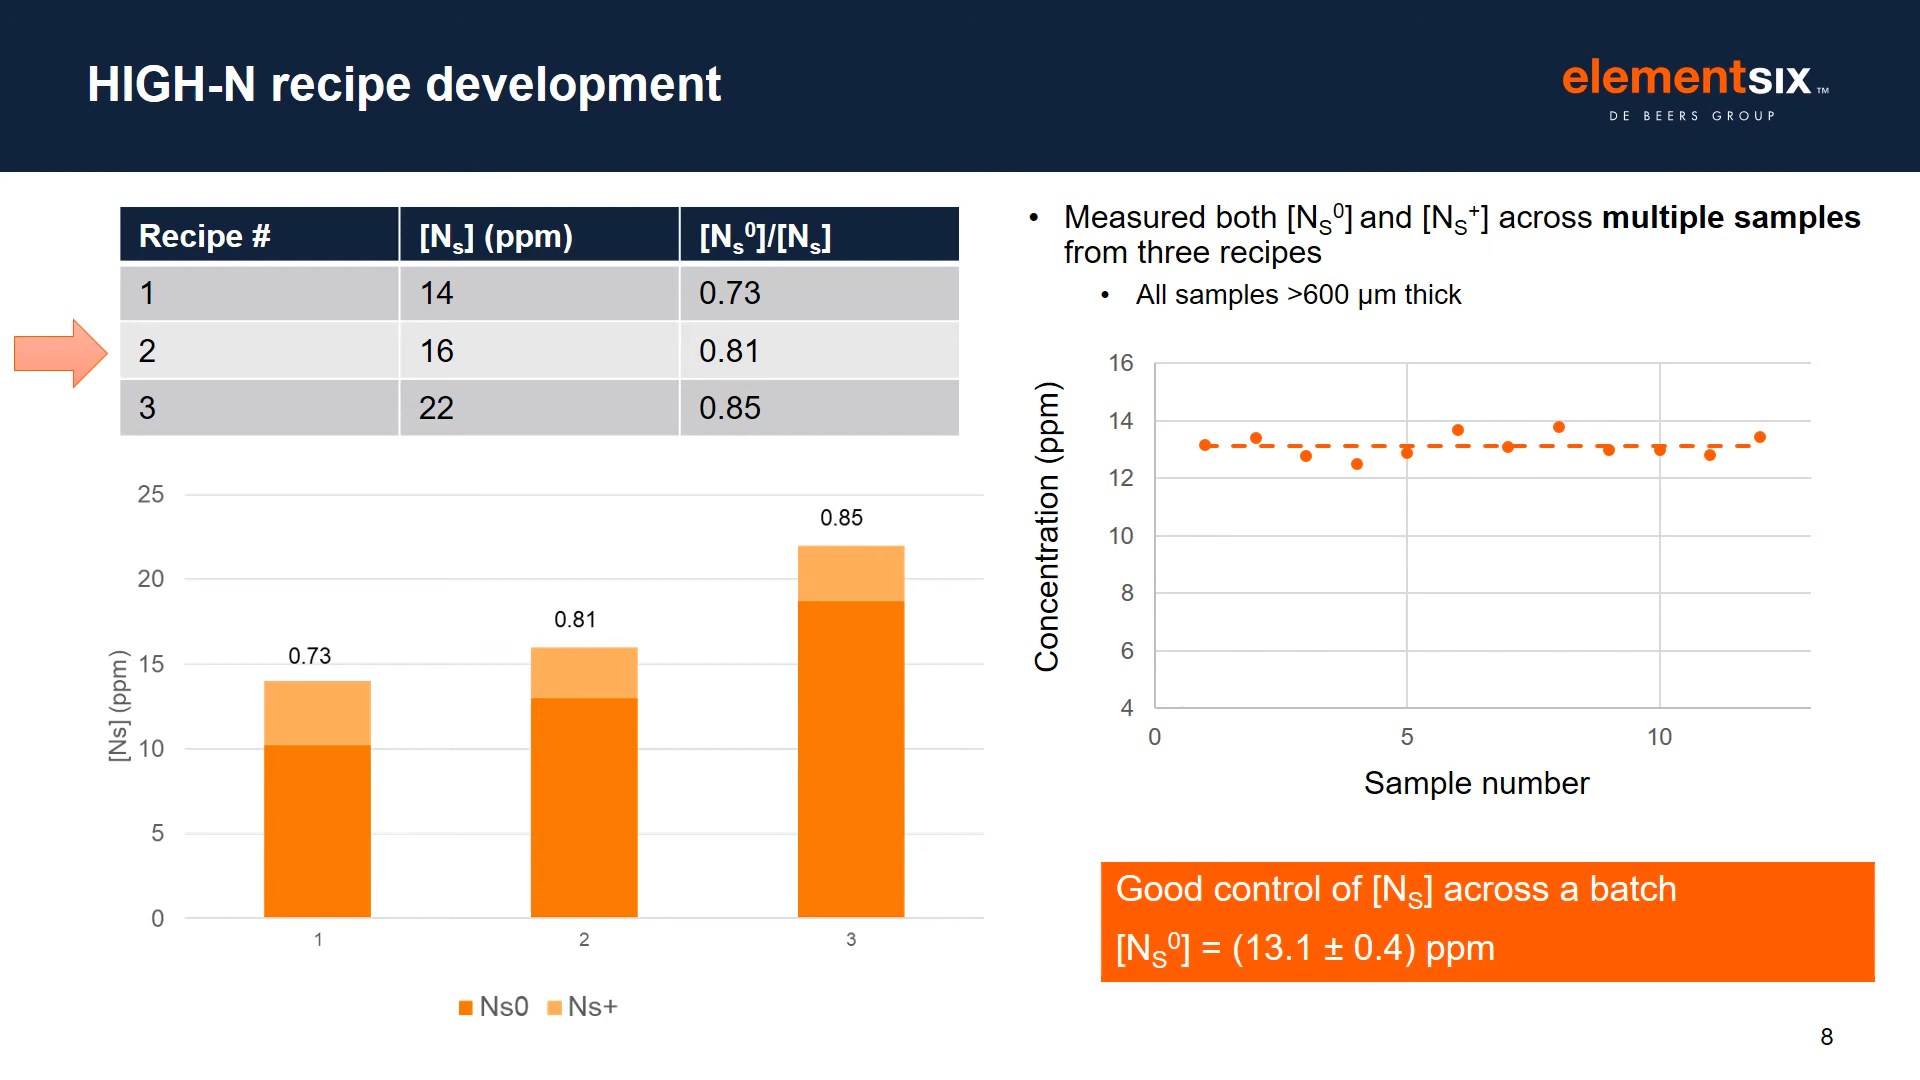 HIGH-N recipe development
elementsix™
DE BEERS GROUP
Recipe # [Ns] (ppm) [Ns0]/[Ns]
1 14 0.73
2 16 0.81
3 22 0.85
25
20
15
10
5
0
[Ns] (ppm)
0.73
0.81
0.85
1 2 3
Ns0 Ns+
• Measured both [NS0] and [NS+] across multiple samples
from three recipes
• All samples >600 µm thick
16
14
12
10
8
6
4
Concentration (ppm)
0 5 10
Sample number
Good control of [NS] across a batch
[NS0] = (13.1 ± 0.4) ppm
8